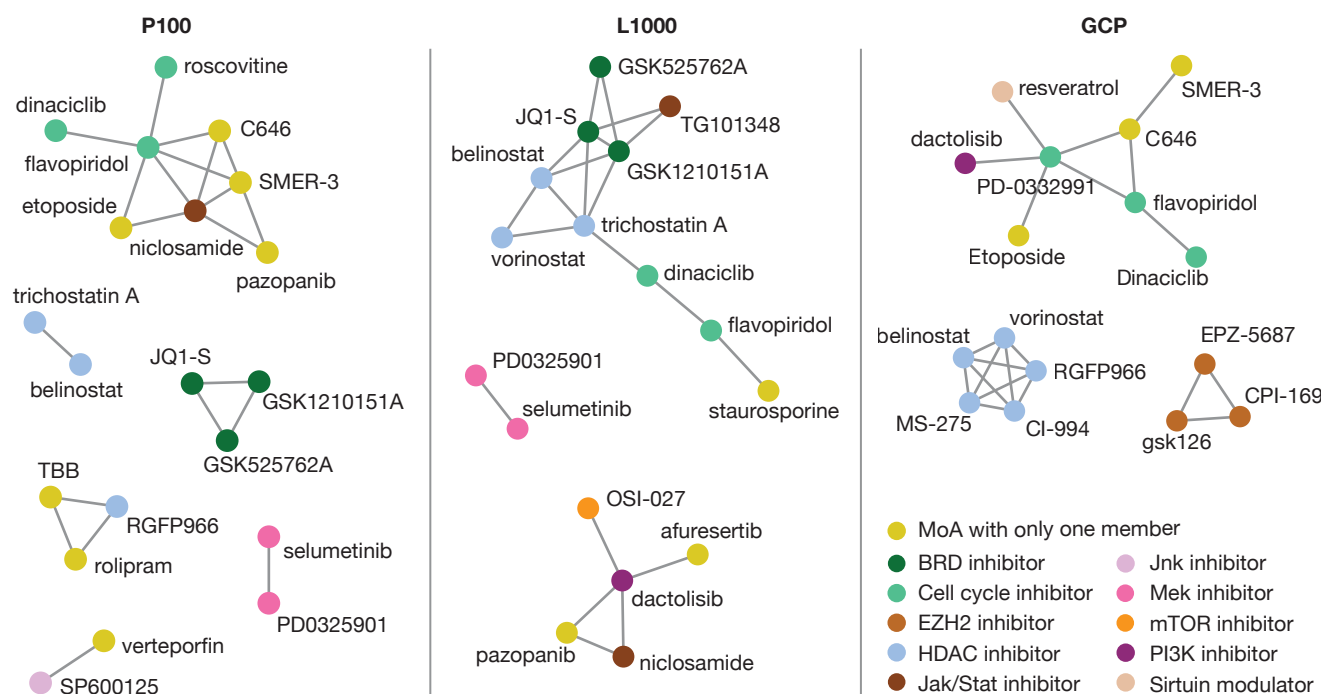 P100
roscovitine
dinaciclib
C646
flavopiridol
SMER-3
etoposide
niclosamide
pazopanib
trichostatin A
belinostat
JQ1-S
GSK1210151A
GSK525762A
TBB
RGFP966
rolipram
selumetinib
PD0325901
verteporfin
SP600125
L1000
GSK525762A
JQ1-S
TG101348
belinostat
GSK1210151A
trichostatin A
vorinostat
dinaciclib
flavopiridol
PD0325901
selumetinib
staurosporine
OSI-027
afuresertib
dactolisib
pazopanib
niclosamide
GCP
resveratrol
SMER-3
dactolisib
C646
PD-0332991
flavopiridol
Etoposide
Dinaciclib
vorinostat
belinostat
EPZ-5687
RGFP966
CPI-169
MS-275
CI-994
gsk126
MoA with only one member
BRD inhibitor
Cell cycle inhibitor
EZH2 inhibitor
HDAC inhibitor
Jak/Stat inhibitor
Jnk inhibitor
Mek inhibitor
mTOR inhibitor
PI3K inhibitor
Sirtuin modulator